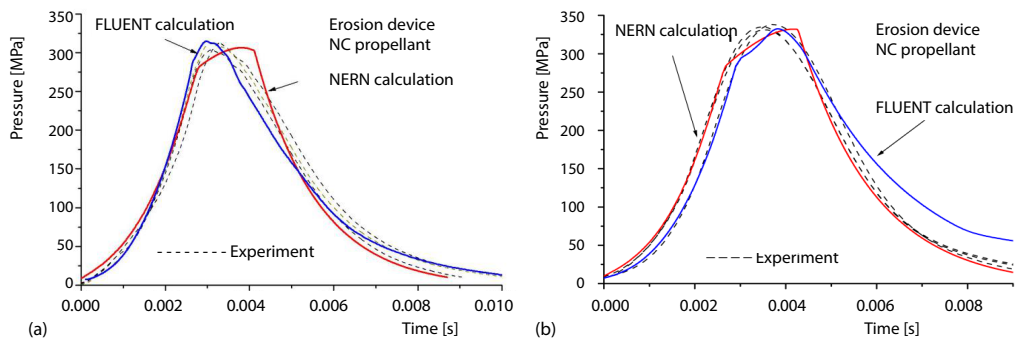 350
300
250
200
150
100
50
0
Pressure [MPa]
FLUENT calculation
Erosion device
NC propellant
NERN calculation
Experiment
0.000
0.002
0.004
0.006
0.008
0.010
Time [s]
(a)
350
300
250
200
150
100
50
0
Pressure [MPa]
NERN calculation
Erosion device
NC propellant
FLUENT calculation
Experiment
0.000
0.002
0.004
0.006
0.008
Time [s]
(b)